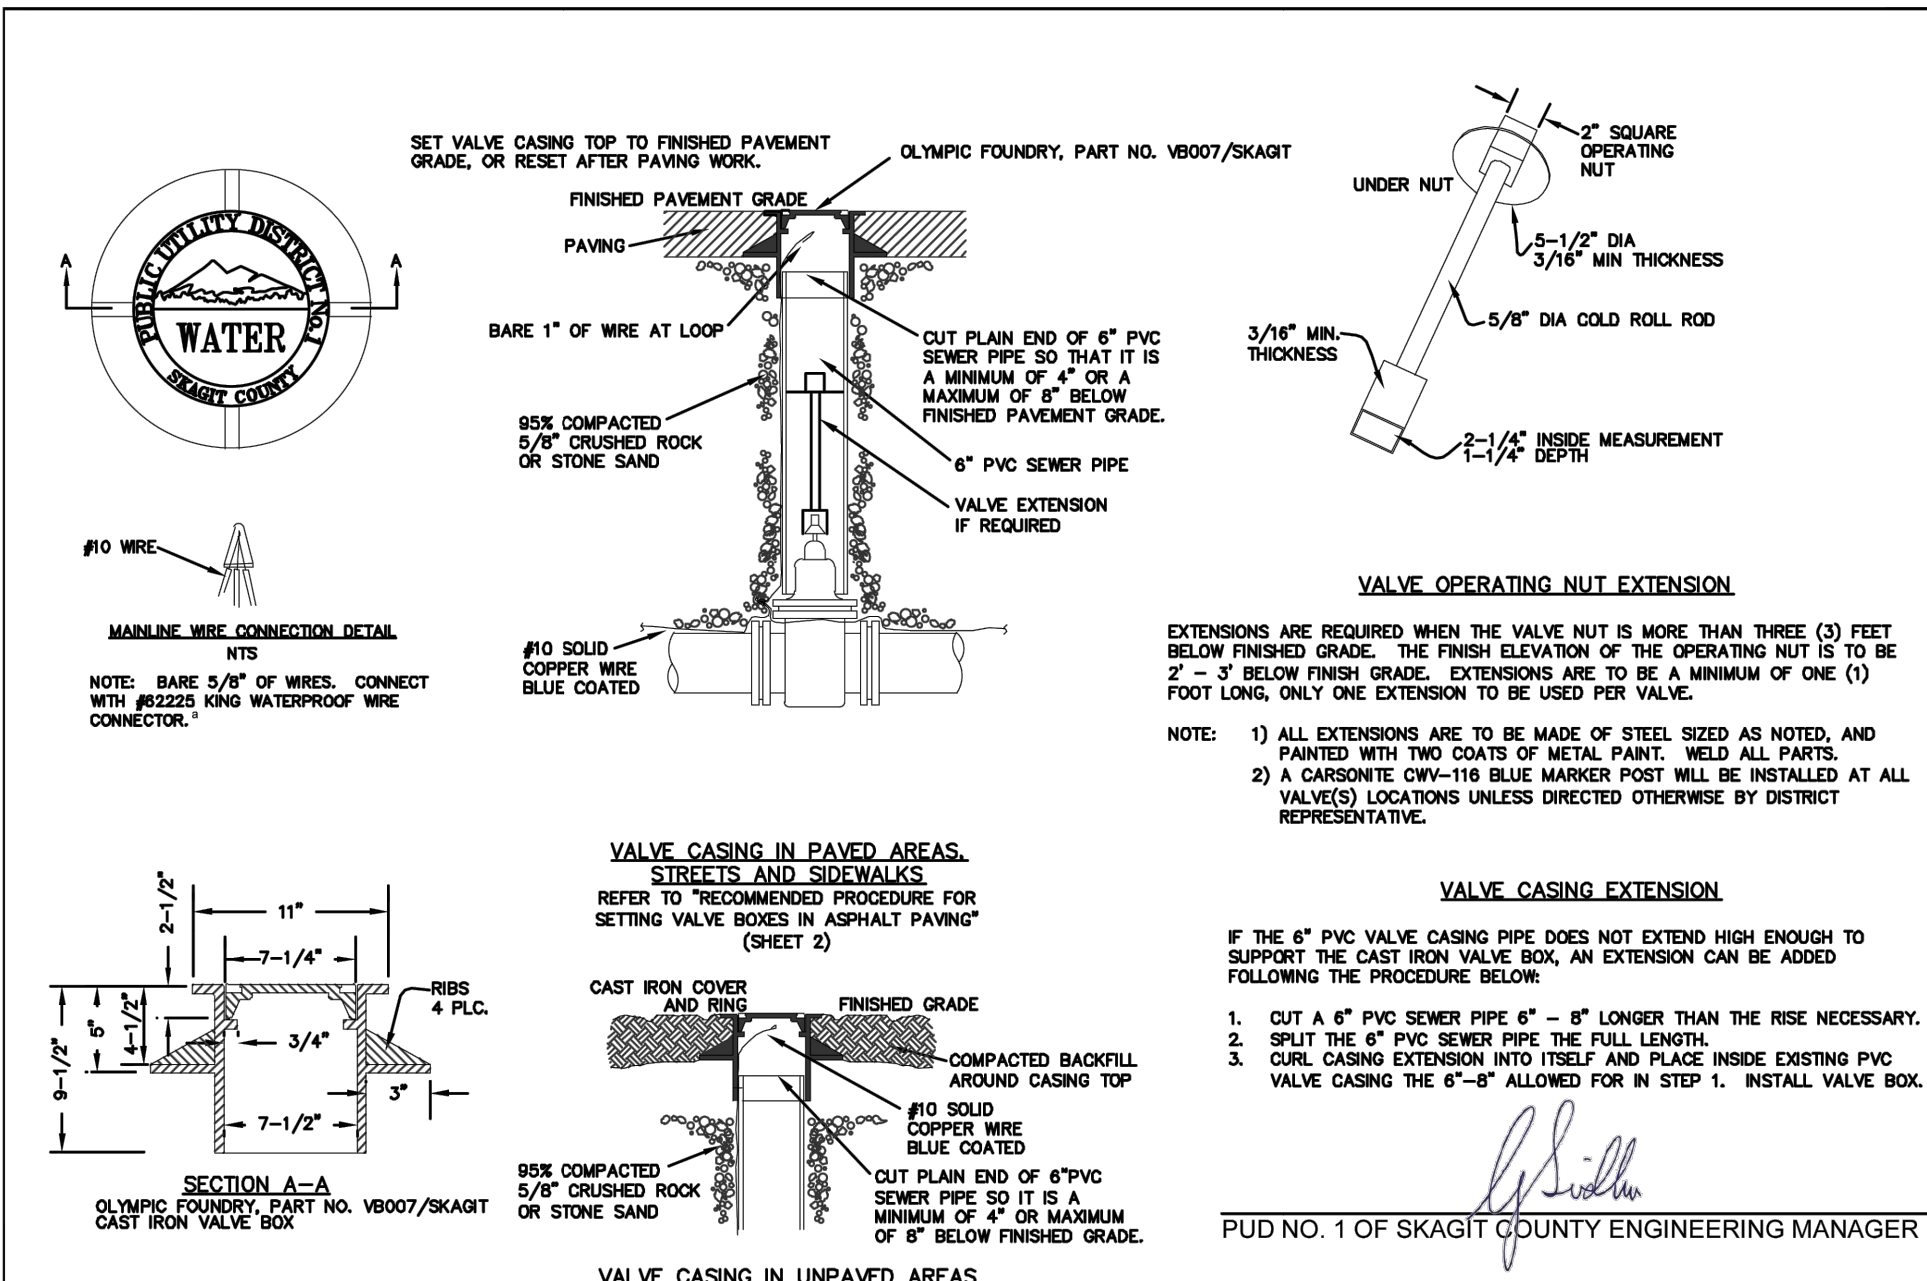 SET VALVE CASING TOP TO FINISHED PAVEMENT
GRADE, OR RESET AFTER PAVING WORK.
OLYMPIC FOUNDRY, PART NO. VB007/SKAGIT
FINISHED PAVEMENT GRADE
PAVING
BARE 1" OF WIRE AT LOOP
CUT PLAIN END OF 6" PVC
SEWER PIPE SO THAT IT IS
A MINIMUM OF 4" OR A
MAXIMUM OF 8" BELOW
FINISHED PAVEMENT GRADE.
95% COMPACTED
5/8" CRUSHED ROCK
OR STONE SAND
6" PVC SEWER PIPE
VALVE EXTENSION
IF REQUIRED
#10 SOLID
COPPER WIRE
BLUE COATED
A
A
PUBLIC UTILITY DISTRICT No.1
WATER
SKAGIT COUNTY
#10 WIRE
MAINLINE WIRE CONNECTION DETAIL
NTS
NOTE: BARE 5/8" OF WIRES. CONNECT
WITH #62225 KING WATERPROOF WIRE
CONNECTOR. a
2" SQUARE
OPERATING
NUT
UNDER NUT
5-1/2" DIA
3/16" MIN THICKNESS
5/8" DIA COLD ROLL ROD
3/16" MIN.
THICKNESS
2-1/4" INSIDE MEASUREMENT
1-1/4" DEPTH
VALVE OPERATING NUT EXTENSION
EXTENSIONS ARE REQUIRED WHEN THE VALVE NUT IS MORE THAN THREE (3) FEET
BELOW FINISHED GRADE. THE FINISH ELEVATION OF THE OPERATING NUT IS TO BE
2' - 3' BELOW FINISH GRADE. EXTENSIONS ARE TO BE A MINIMUM OF ONE (1)
FOOT LONG, ONLY ONE EXTENSION TO BE USED PER VALVE.
NOTE: 1) ALL EXTENSIONS ARE TO BE MADE OF STEEL SIZED AS NOTED, AND
PAINTED WITH TWO COATS OF METAL PAINT. WELD ALL PARTS.
2) A CARSONITE CWV-116 BLUE MARKER POST WILL BE INSTALLED AT ALL
VALVE(S) LOCATIONS UNLESS DIRECTED OTHERWISE BY DISTRICT
REPRESENTATIVE.
VALVE CASING IN PAVED AREAS,
STREETS AND SIDEWALKS
REFER TO "RECOMMENDED PROCEDURE FOR
SETTING VALVE BOXES IN ASPHALT PAVING"
(SHEET 2)
2-1/2"
11"
7-1/4"
RIBS
4 PLC.
9-1/2"
5"
4-1/2"
3/4"
3"
7-1/2"
SECTION A-A
OLYMPIC FOUNDRY, PART NO. VB007/SKAGIT
CAST IRON VALVE BOX
CAST IRON COVER
AND RING
FINISHED GRADE
COMPACTED BACKFILL
AROUND CASING TOP
#10 SOLID
COPPER WIRE
BLUE COATED
95% COMPACTED
5/8" CRUSHED ROCK
OR STONE SAND
CUT PLAIN END OF 6"PVC
SEWER PIPE SO IT IS A
MINIMUM OF 4" OR MAXIMUM
OF 8" BELOW FINISHED GRADE.
VALVE CASING IN UNPAVED AREAS
VALVE CASING EXTENSION
IF THE 6" PVC VALVE CASING PIPE DOES NOT EXTEND HIGH ENOUGH TO
SUPPORT THE CAST IRON VALVE BOX, AN EXTENSION CAN BE ADDED
FOLLOWING THE PROCEDURE BELOW:
1. CUT A 6" PVC SEWER PIPE 6" - 8" LONGER THAN THE RISE NECESSARY.
2. SPLIT THE 6" PVC SEWER PIPE THE FULL LENGTH.
3. CURL CASING EXTENSION INTO ITSELF AND PLACE INSIDE EXISTING PVC
VALVE CASING THE 6"-8" ALLOWED FOR IN STEP 1. INSTALL VALVE BOX.
PUD NO. 1 OF SKAGIT COUNTY ENGINEERING MANAGER